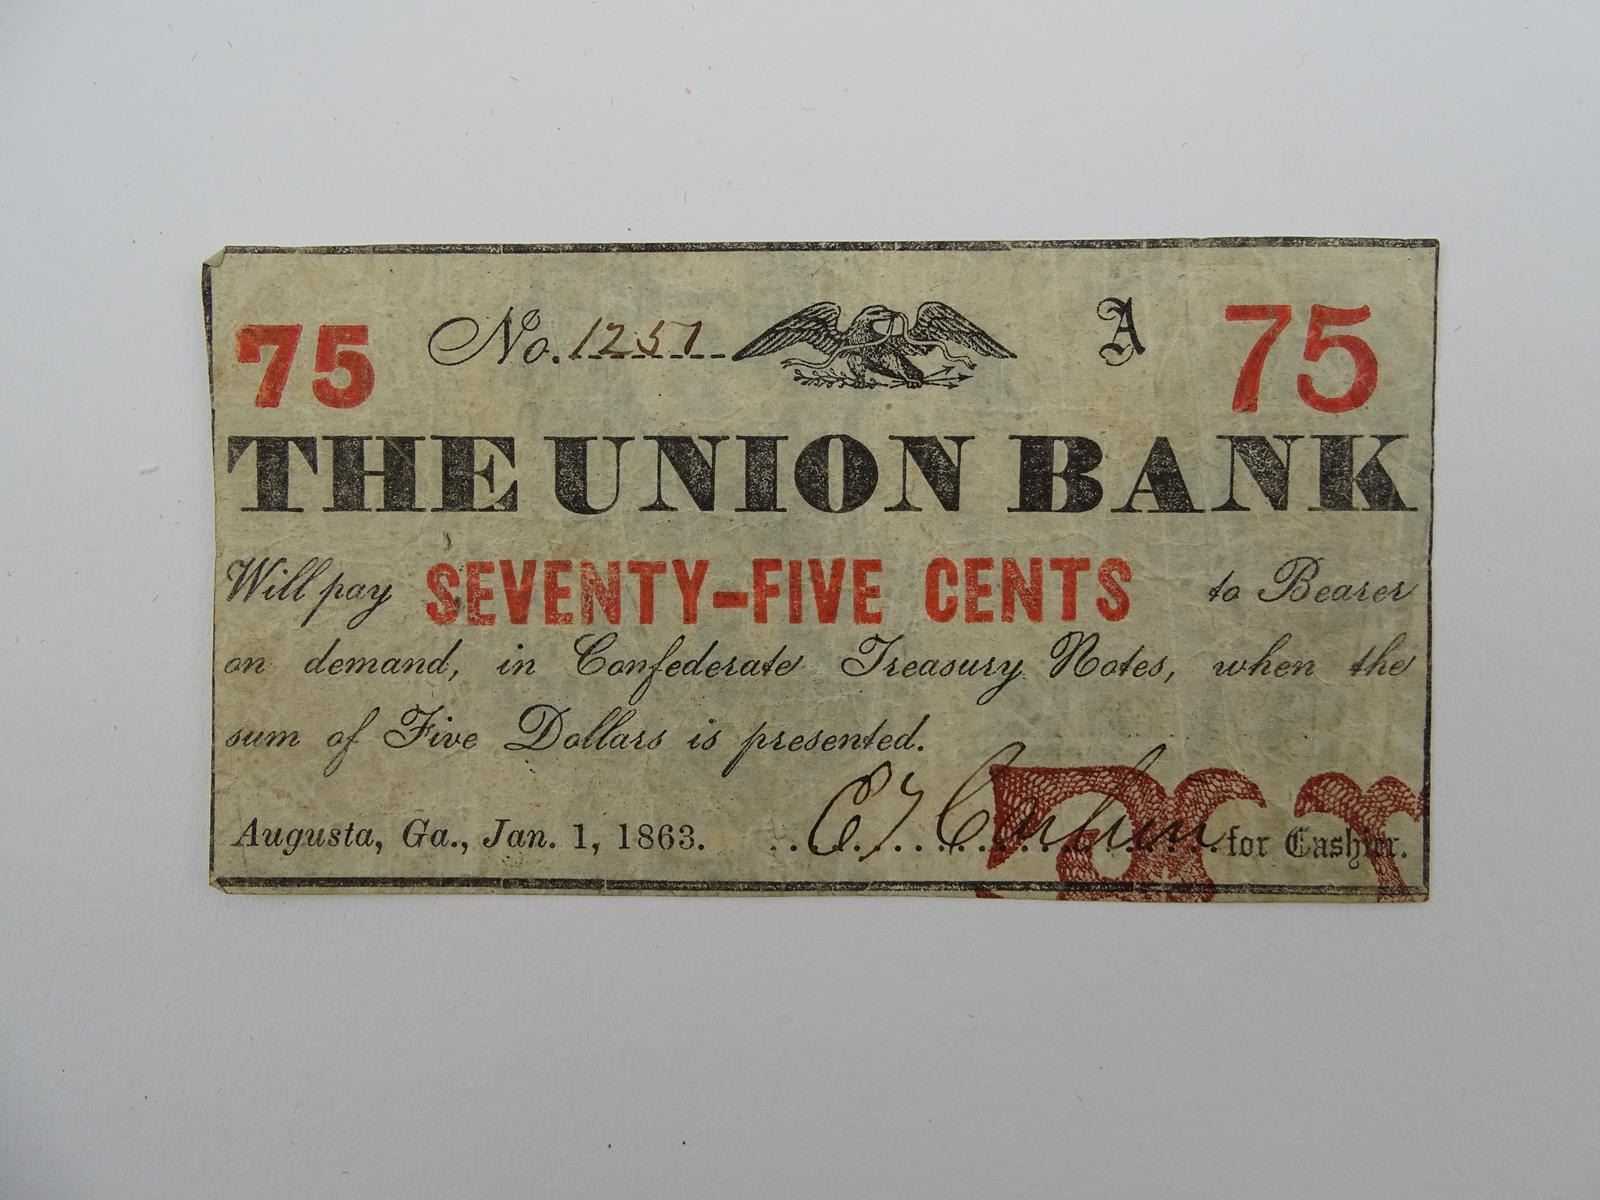 75 No. 1257 A 75
THE UNION BANK
Will pay SEVENTY-FIVE CENTS to Bearer
on demand, in Confederate Treasury Notes, when the
sum of Five Dollars is presented.
Augusta, Ga., Jan. 1, 1863. for Cashier.